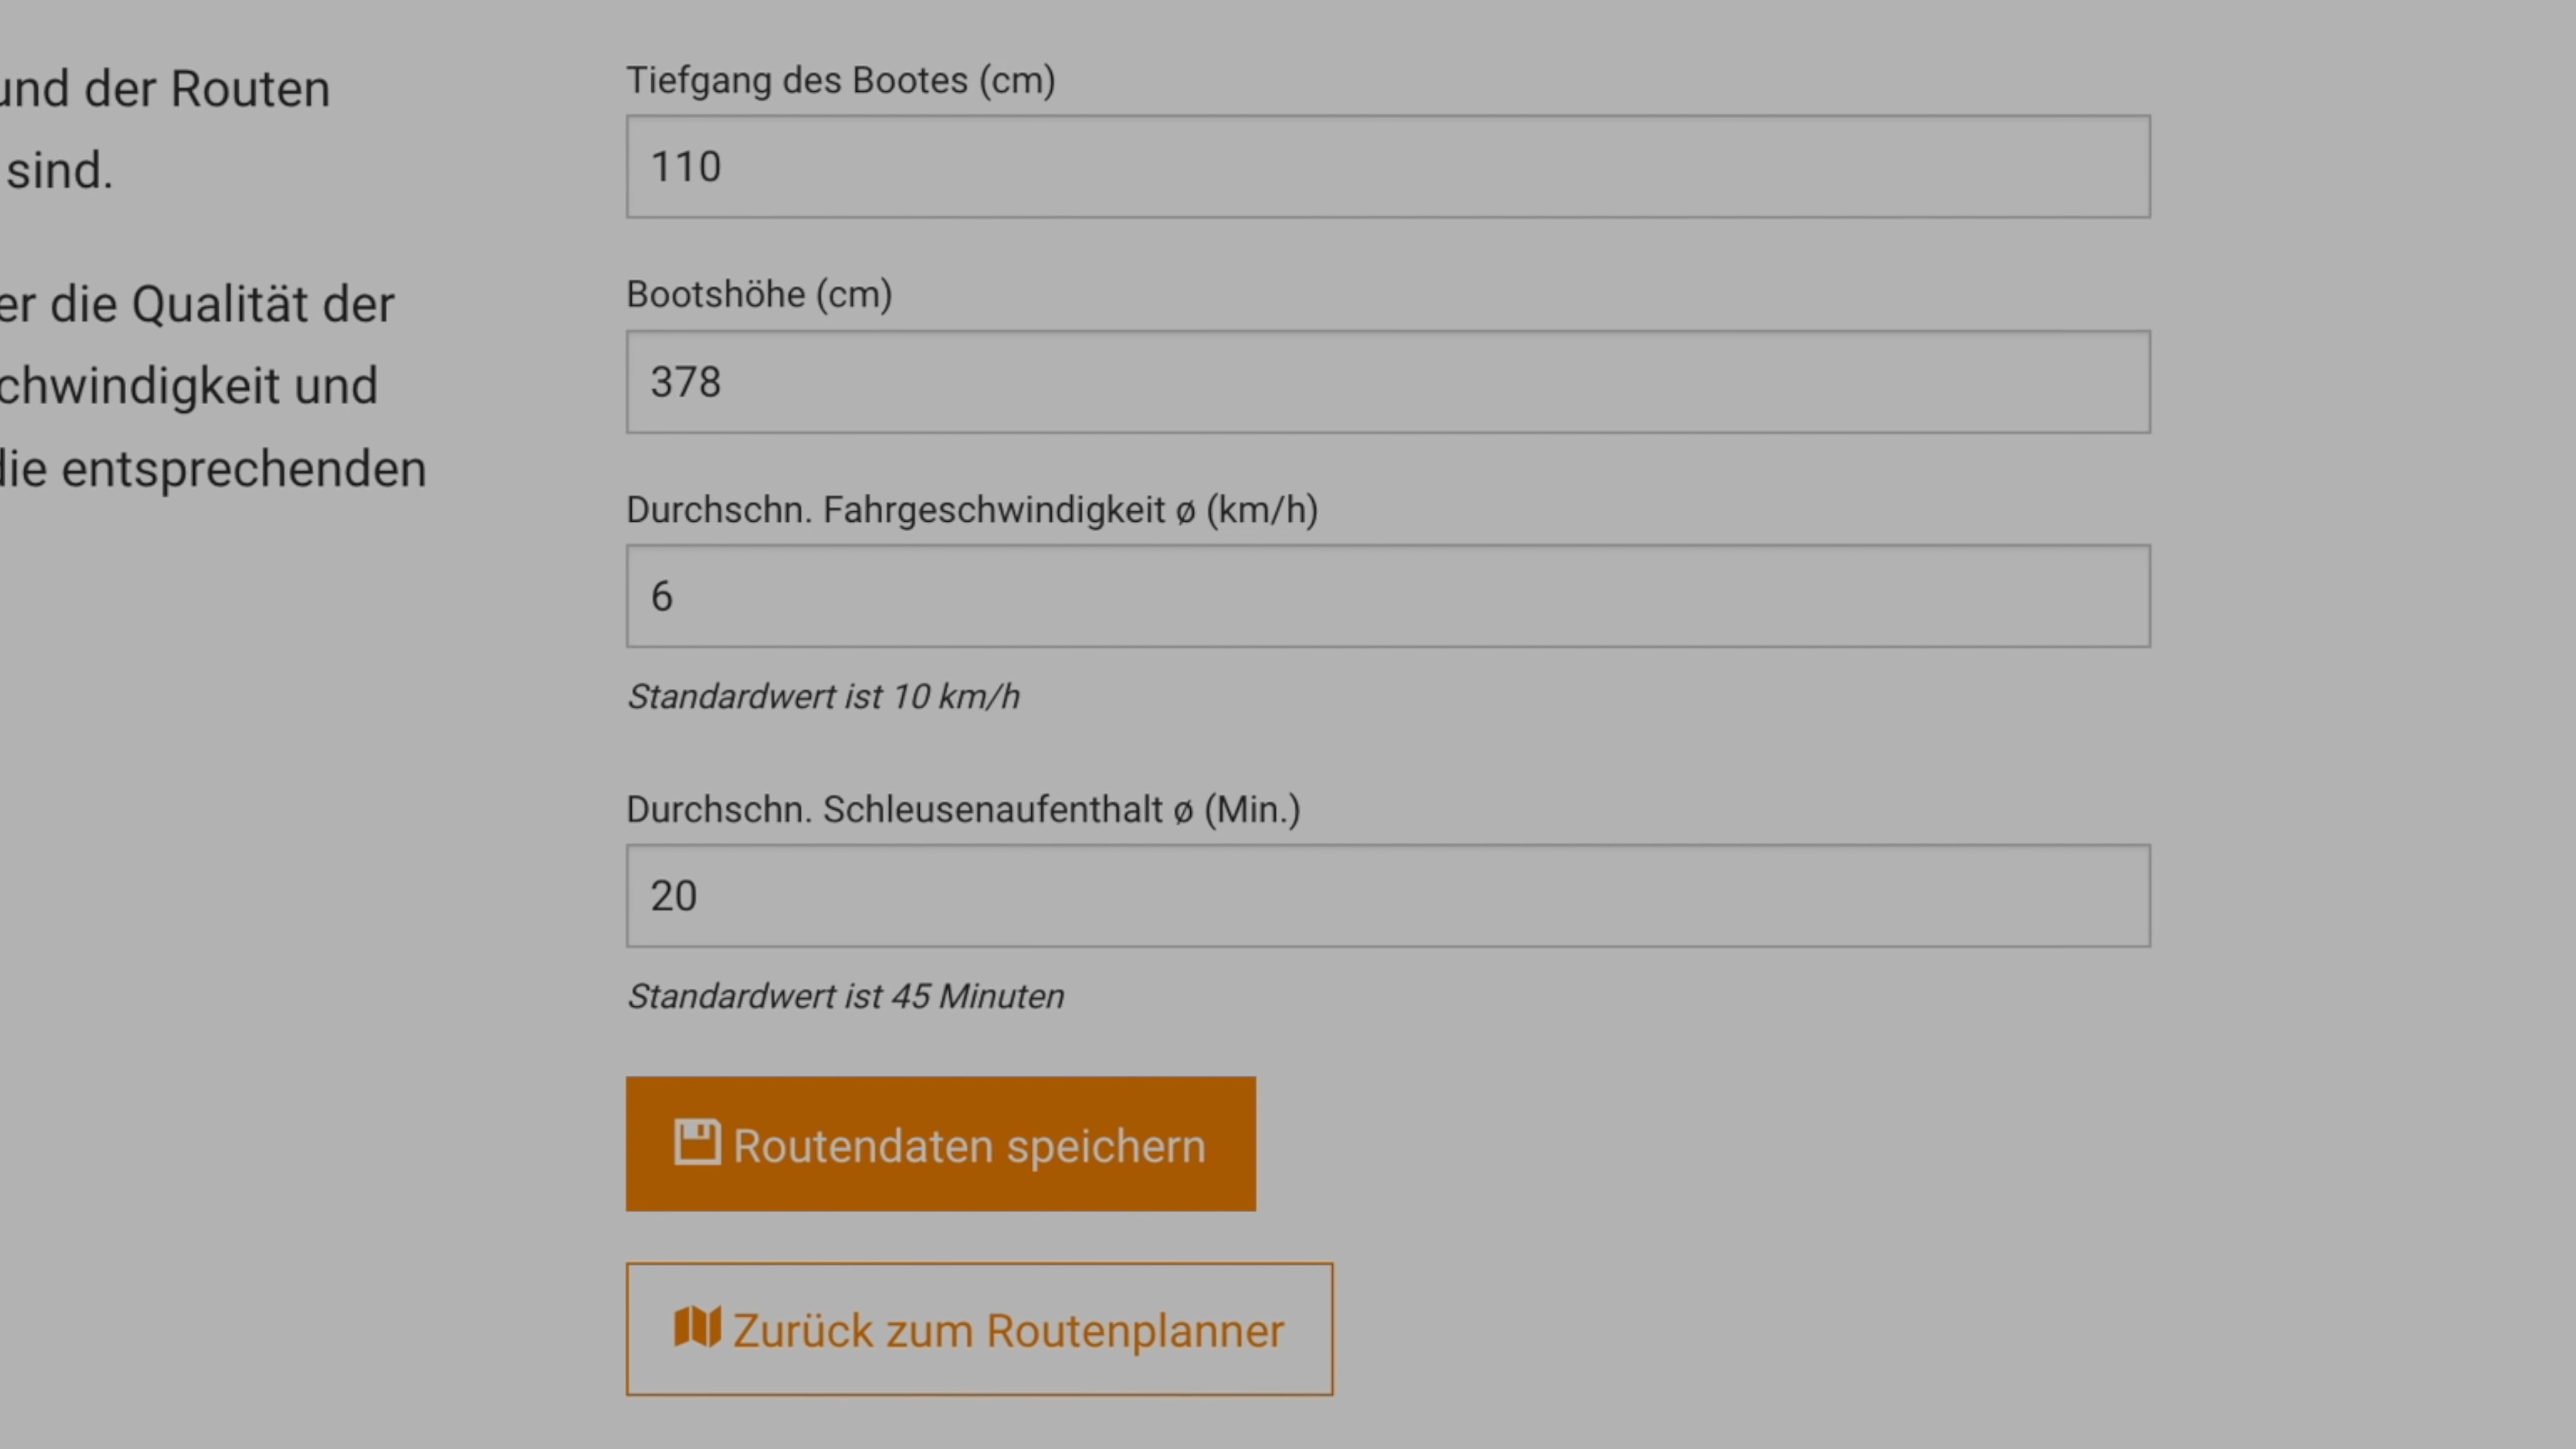 und der Routen
sind.
er die Qualität der
chwindigkeit und
die entsprechenden
Tiefgang des Bootes (cm)
110
Bootshöhe (cm)
378
Durchschn. Fahrgeschwindigkeit ø (km/h)
6
Standardwert ist 10 km/h
Durchschn. Schleusenaufenthalt ø (Min.)
20
Standardwert ist 45 Minuten
Routendaten speichern
Zurück zum Routenplanner